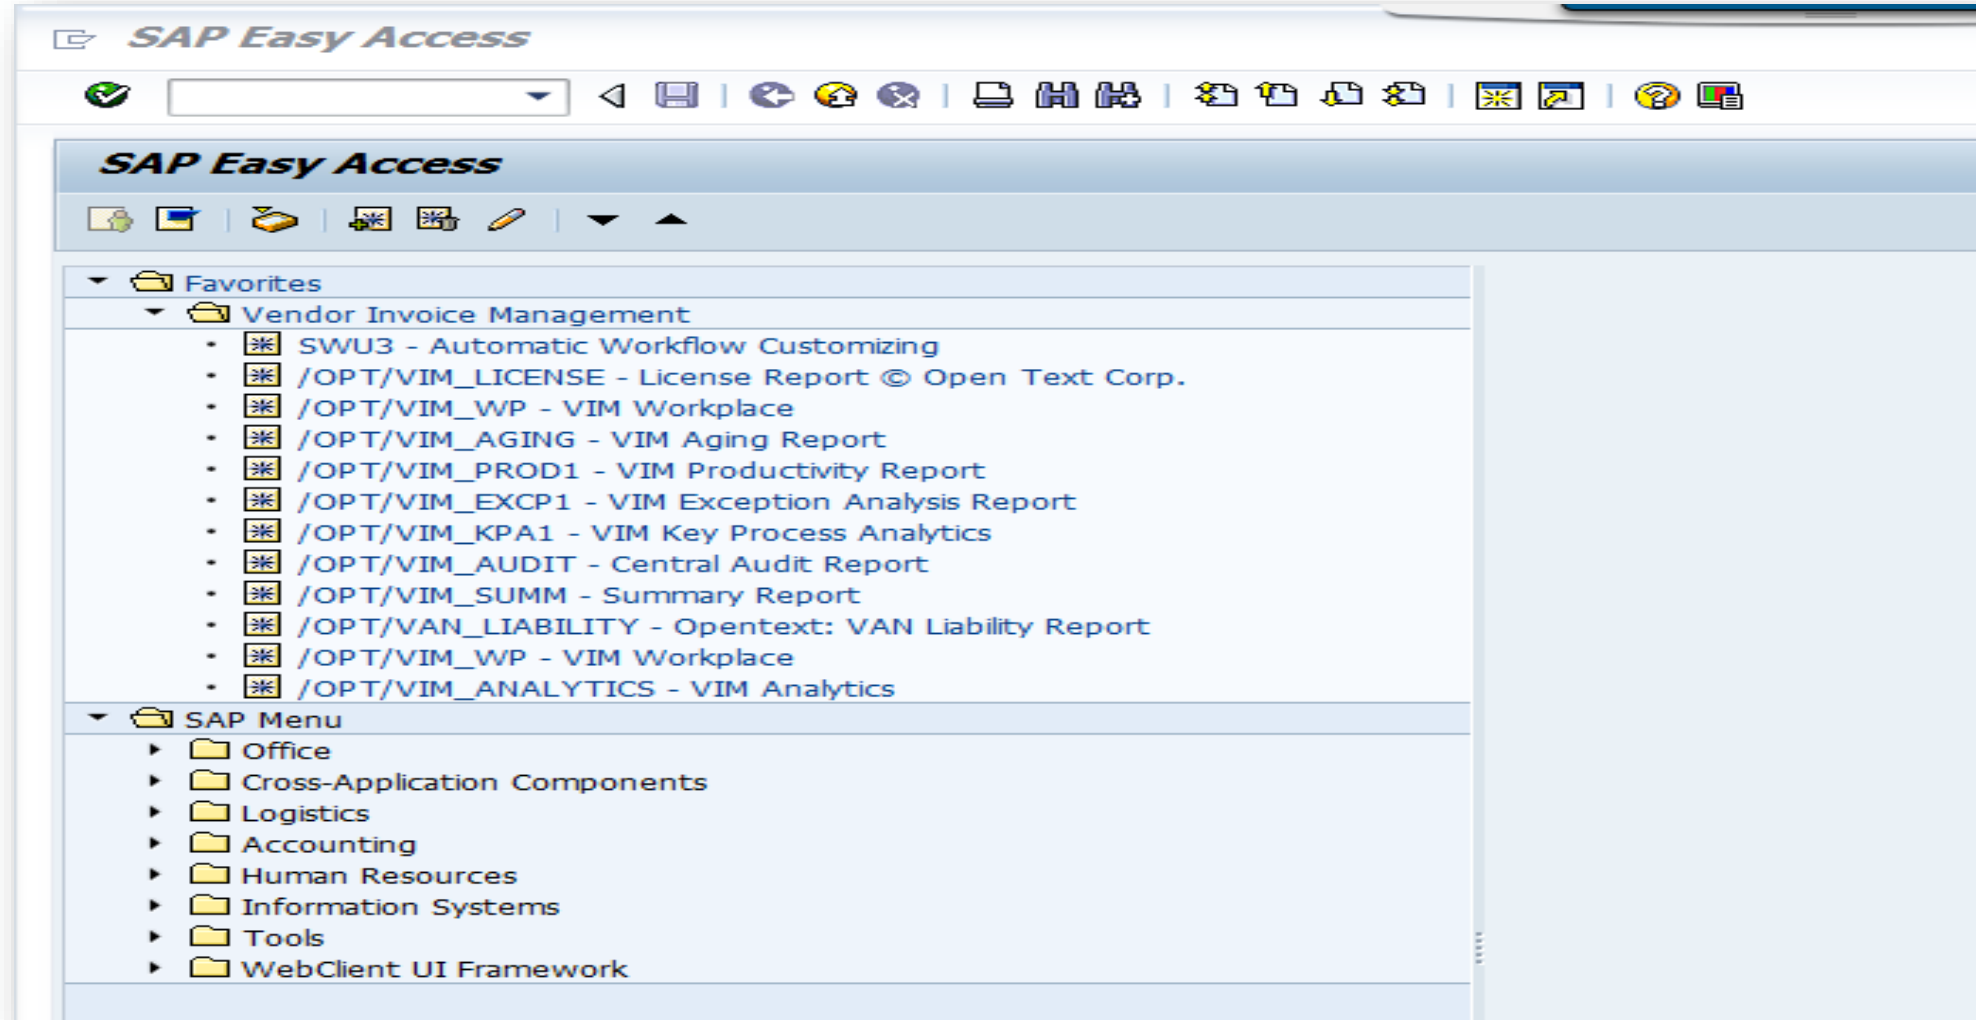 SAP Easy Access
SAP Easy Access
Favorites
Vendor Invoice Management
SWU3 - Automatic Workflow Customizing
/OPT/VIM_LICENSE - License Report © Open Text Corp.
/OPT/VIM_WP - VIM Workplace
/OPT/VIM_AGING - VIM Aging Report
/OPT/VIM_PROD1 - VIM Productivity Report
/OPT/VIM_EXCP1 - VIM Exception Analysis Report
/OPT/VIM_KPA1 - VIM Key Process Analytics
/OPT/VIM_AUDIT - Central Audit Report
/OPT/VIM_SUMM - Summary Report
/OPT/VAN_LIABILITY - Opentext: VAN Liability Report
/OPT/VIM_WP - VIM Workplace
/OPT/VIM_ANALYTICS - VIM Analytics
SAP Menu
Office
Cross-Application Components
Logistics
Accounting
Human Resources
Information Systems
Tools
WebClient UI Framework